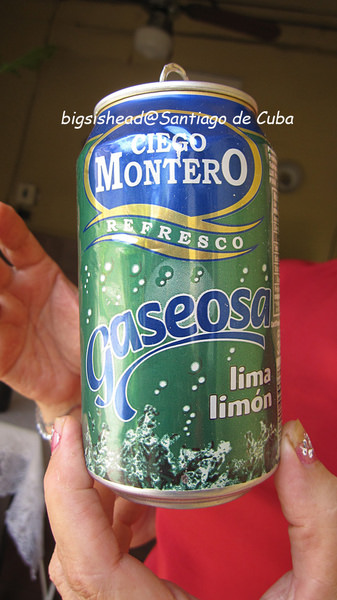 bigsishead@Santiago de Cuba
CIEGO
MONTERO
REFRESCO
gaseosa
lima
limón